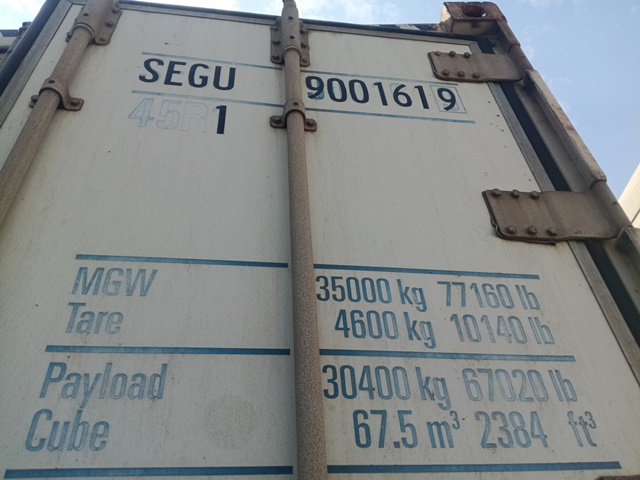 SEGU 9001619
45R1
MGW 35000 kg 77160 lb
Tare 4600 kg 10140 lb
Payload 30400 kg 67020 lb
Cube 67.5 m³ 2384 ft³